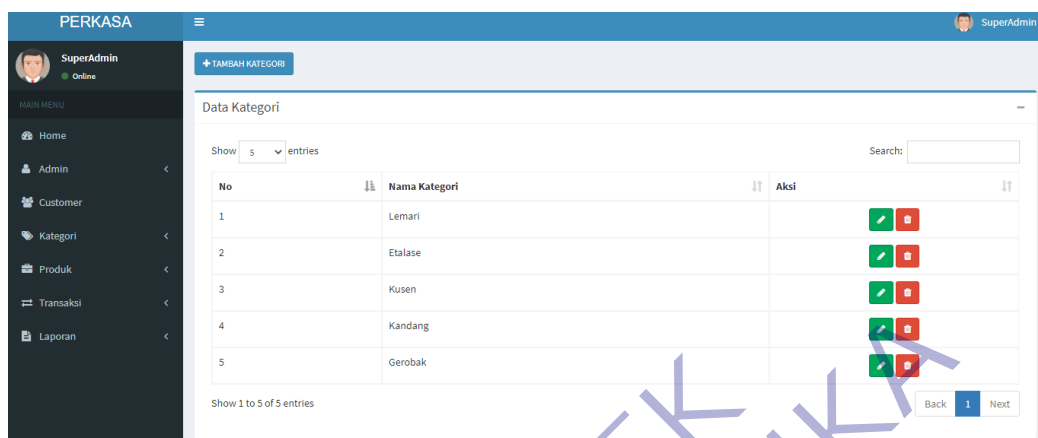 PERKASA
SuperAdmin
SuperAdmin
Online
TAMBAH KATEGORI
MAIN MENU
Home
Admin
Customer
Kategori
Produk
Transaksi
Laporan
Data Kategori
Show 5 entries
Search:
No Nama Kategori Aksi
1 Lemari
2 Etalase
3 Kusen
4 Kandang
5 Gerobak
Show 1 to 5 of 5 entries
Back 1 Next